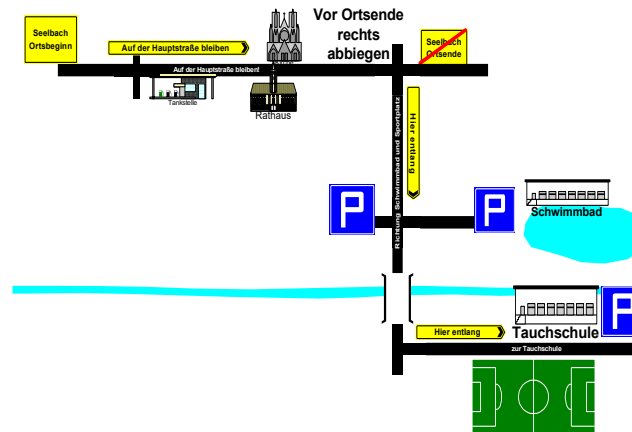 Seelbach
Ortsbeginn
Auf der Hauptstraße bleiben
Vor Ortsende
rechts
abbiegen
Seelbach
Ortsende
Auf der Hauptstraße bleiben!
Tankstelle
Rathaus
Hier entlang
Richtung Schwimmbad und Sportplatz
P
P
Schwimmbad
P
Hier entlang
Tauchschule
zur Tauchschule